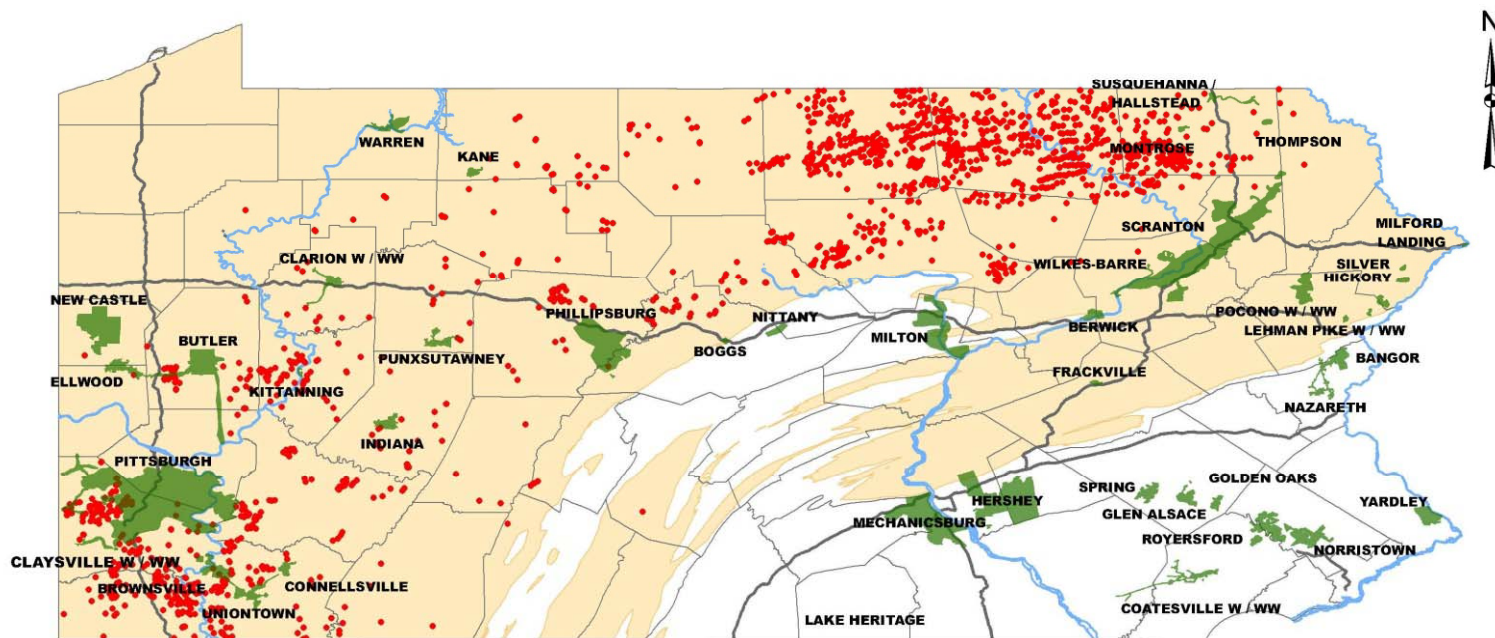 N
SUSQUEHANNA /
HALLSTEAD
WARREN
KANE
MONTROSE
THOMPSON
SCRANTON
MILFORD
LANDING
CLARION W / WW
WILKES-BARRE
SILVER
HICKORY
NEW CASTLE
PHILLIPSBURG
NITTANY
POCONO W / WW
BUTLER
PUNXSUTAWNEY
BOGGS
MILTON
BERWICK
LEHMAN PIKE W / WW
BANGOR
ELLWOOD
KITTANNING
FRACKVILLE
NAZARETH
INDIANA
PITTSBURGH
SPRING
GOLDEN OAKS
HERSHEY
GLEN ALSACE
YARDLEY
MECHANICSBURG
ROYERSFORD
NORRISTOWN
CLAYSVILLE W / WW
BROWNSVILLE
CONNELLSVILLE
UNIONTOWN
COATESVILLE W / WW
LAKE HERITAGE